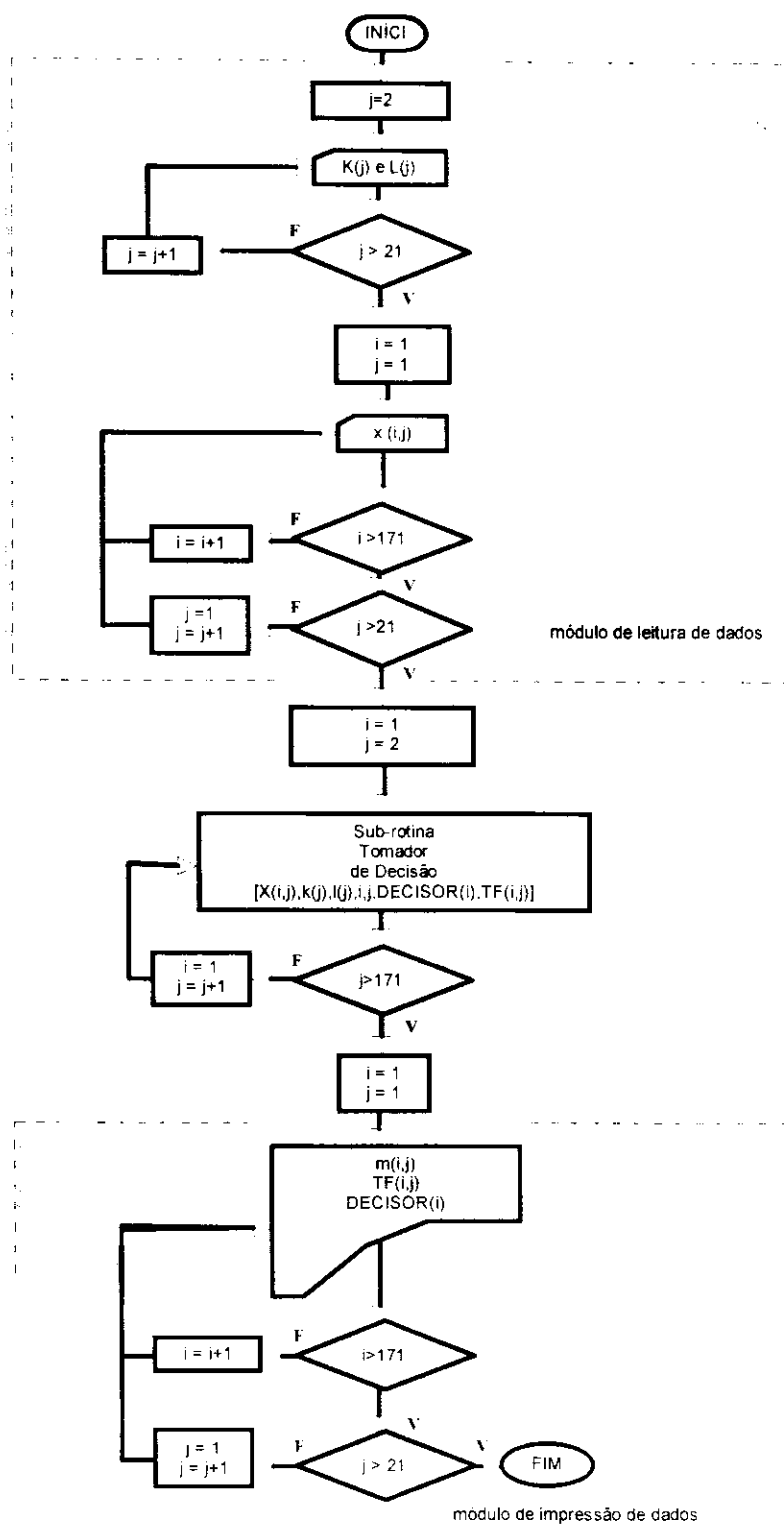 INÍCI
j=2
K(j) e L(j)
F
j = j+1
j > 21
V
i = 1
j = 1
x (i,j)
F
i = i+1
i >171
V
j =1
j = j+1
F
j >21
módulo de leitura de dados
V
i = 1
j = 2
Sub-rotina
Tomador
de Decisão
[X(i,j),k(j),l(j),i,j,DECISOR(i),TF(i,j)]
F
i = 1
j = j+1
j>171
V
i = 1
j = 1
m(i,j)
TF(i,j)
DECISOR(i)
F
i = i+1
i>171
V
j = 1
j = j+1
F
j > 21
V
FIM
módulo de impressão de dados